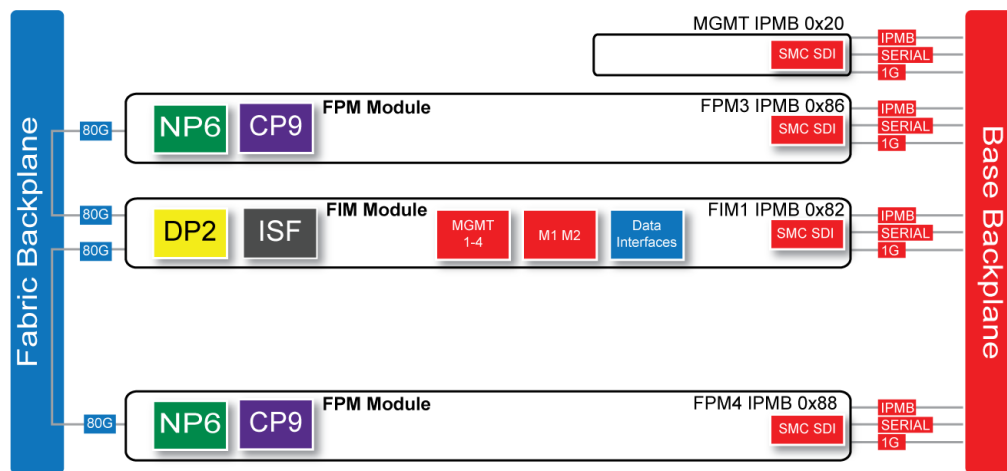 Fabric Backplane
MGMT IPMB 0x20
SMC SDI
IPMB
SERIAL
1G
80G
FPM Module
NP6
CP9
FPM3 IPMB 0x86
SMC SDI
IPMB
SERIAL
1G
80G
80G
FIM Module
DP2
ISF
MGMT
1-4
M1 M2
Data
Interfaces
FIM1 IPMB 0x82
SMC SDI
IPMB
SERIAL
1G
80G
FPM Module
NP6
CP9
FPM4 IPMB 0x88
SMC SDI
IPMB
SERIAL
1G
Base Backplane